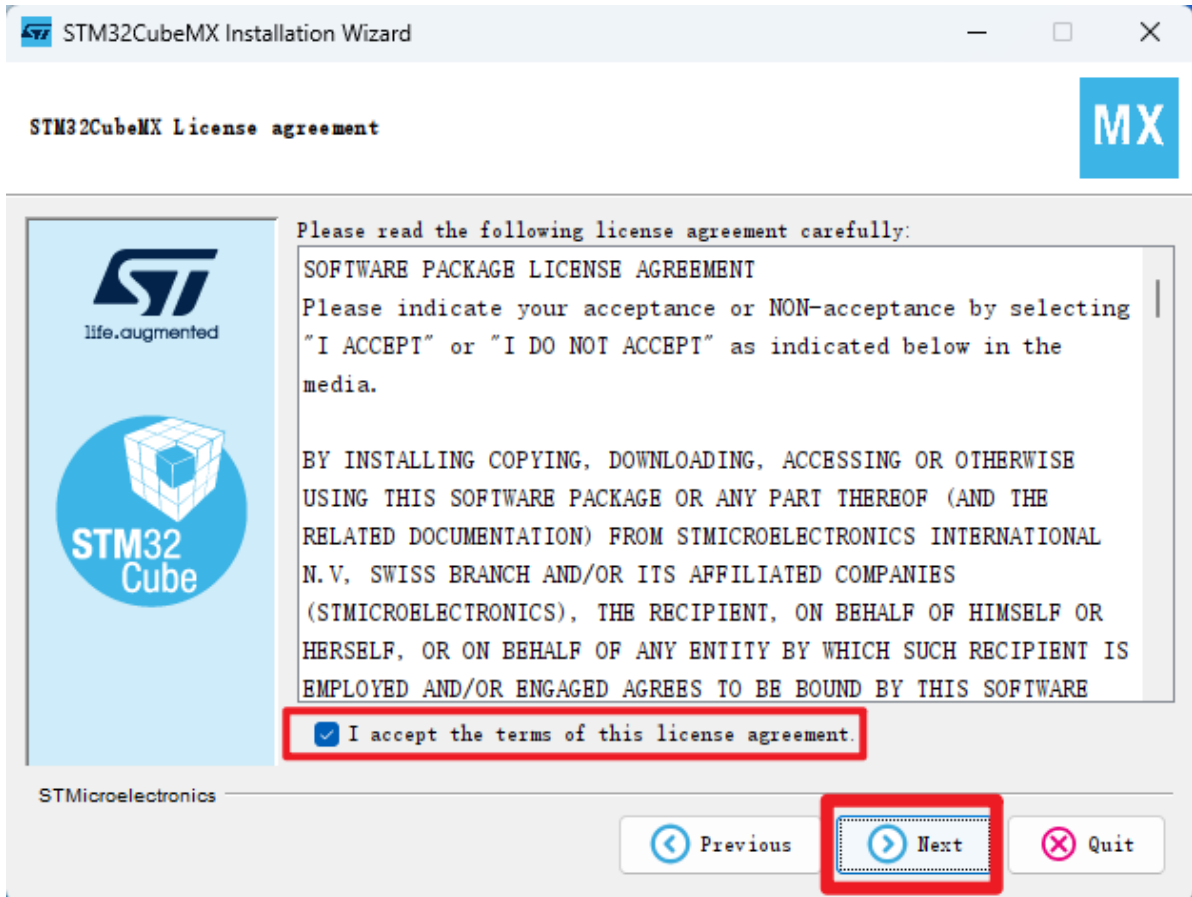 STM32CubeMX Installation Wizard
STM32CubeMX License agreement
MX
life.augmented
STM32
Cube
Please read the following license agreement carefully:
SOFTWARE PACKAGE LICENSE AGREEMENT
Please indicate your acceptance or NON-acceptance by selecting
"I ACCEPT" or "I DO NOT ACCEPT" as indicated below in the
media.
BY INSTALLING COPYING, DOWNLOADING, ACCESSING OR OTHERWISE
USING THIS SOFTWARE PACKAGE OR ANY PART THEREOF (AND THE
RELATED DOCUMENTATION) FROM STMICROELECTRONICS INTERNATIONAL
N.V, SWISS BRANCH AND/OR ITS AFFILIATED COMPANIES
(STMICROELECTRONICS), THE RECIPIENT, ON BEHALF OF HIMSELF OR
HERSELF, OR ON BEHALF OF ANY ENTITY BY WHICH SUCH RECIPIENT IS
EMPLOYED AND/OR ENGAGED AGREES TO BE BOUND BY THIS SOFTWARE
I accept the terms of this license agreement.
STMicroelectronics
Previous
Next
Quit